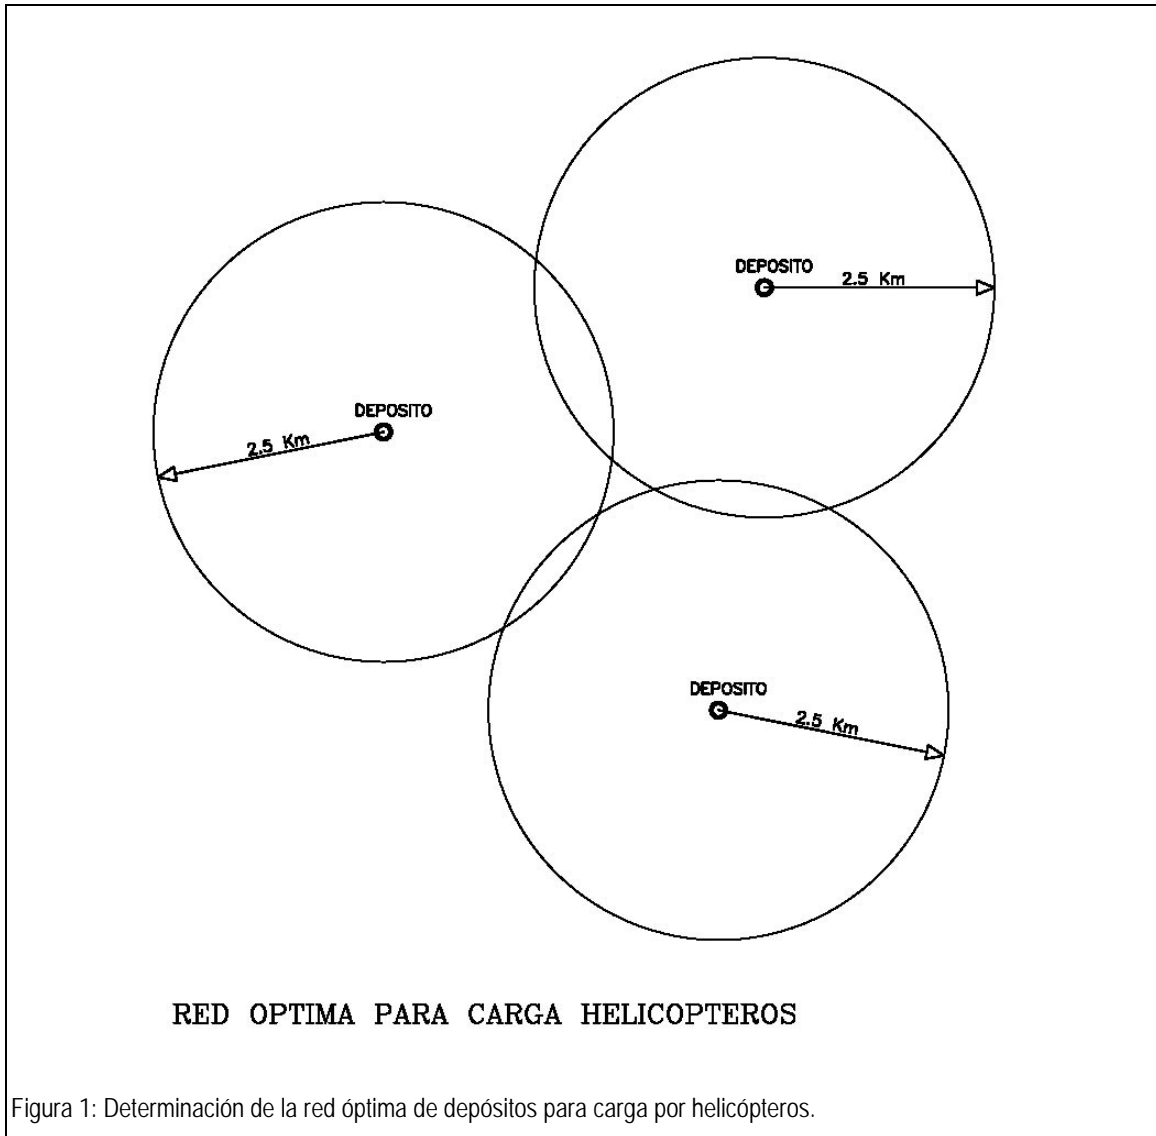 DEPOSITO
2.5 Km
DEPOSITO
2.5 Km
DEPOSITO
2.5 Km
RED OPTIMA PARA CARGA HELICOPTEROS
Figura 1: Determinación de la red óptima de depósitos para carga por helicópteros.